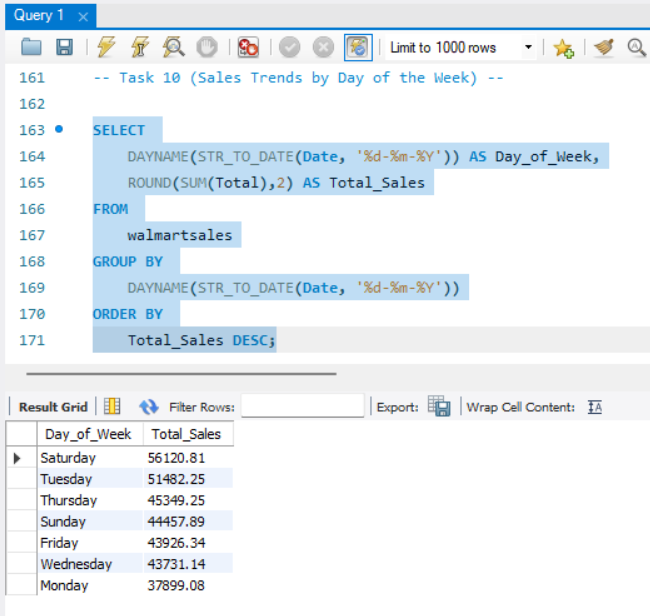 Query 1
Limit to 1000 rows
161 -- Task 10 (Sales Trends by Day of the Week) --
162
163 SELECT
164 DAYNAME(STR_TO_DATE(Date, '%d-%m-%Y')) AS Day_of_Week,
165 ROUND(SUM(Total),2) AS Total_Sales
166 FROM
167 walmartsales
168 GROUP BY
169 DAYNAME(STR_TO_DATE(Date, '%d-%m-%Y'))
170 ORDER BY
171 Total_Sales DESC;
Result Grid Filter Rows: Export: Wrap Cell Content:
Day_of_Week Total_Sales
Saturday 56120.81
Tuesday 51482.25
Thursday 45349.25
Sunday 44457.89
Friday 43926.34
Wednesday 43731.14
Monday 37899.08